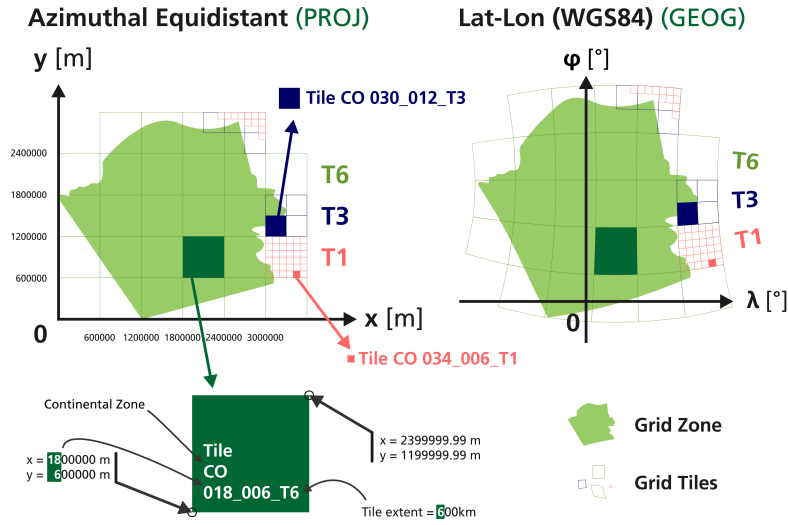 Azimuthal Equidistant (PROJ)
Lat-Lon (WGS84) (GEOG)
y [m]
φ [°]
Tile CO 030_012_T3
2400000
1800000
1200000
600000
T6
T3
T1
T6
T3
T1
0
x [m]
600000 1200000 1800000 2400000 3000000
0
λ [°]
Tile CO 034_006_T1
Continental Zone
x = 1800000 m
y = 600000 m
Tile
CO
018_006_T6
x = 2399999.99 m
y = 1199999.99 m
Tile extent = 600km
Grid Zone
Grid Tiles